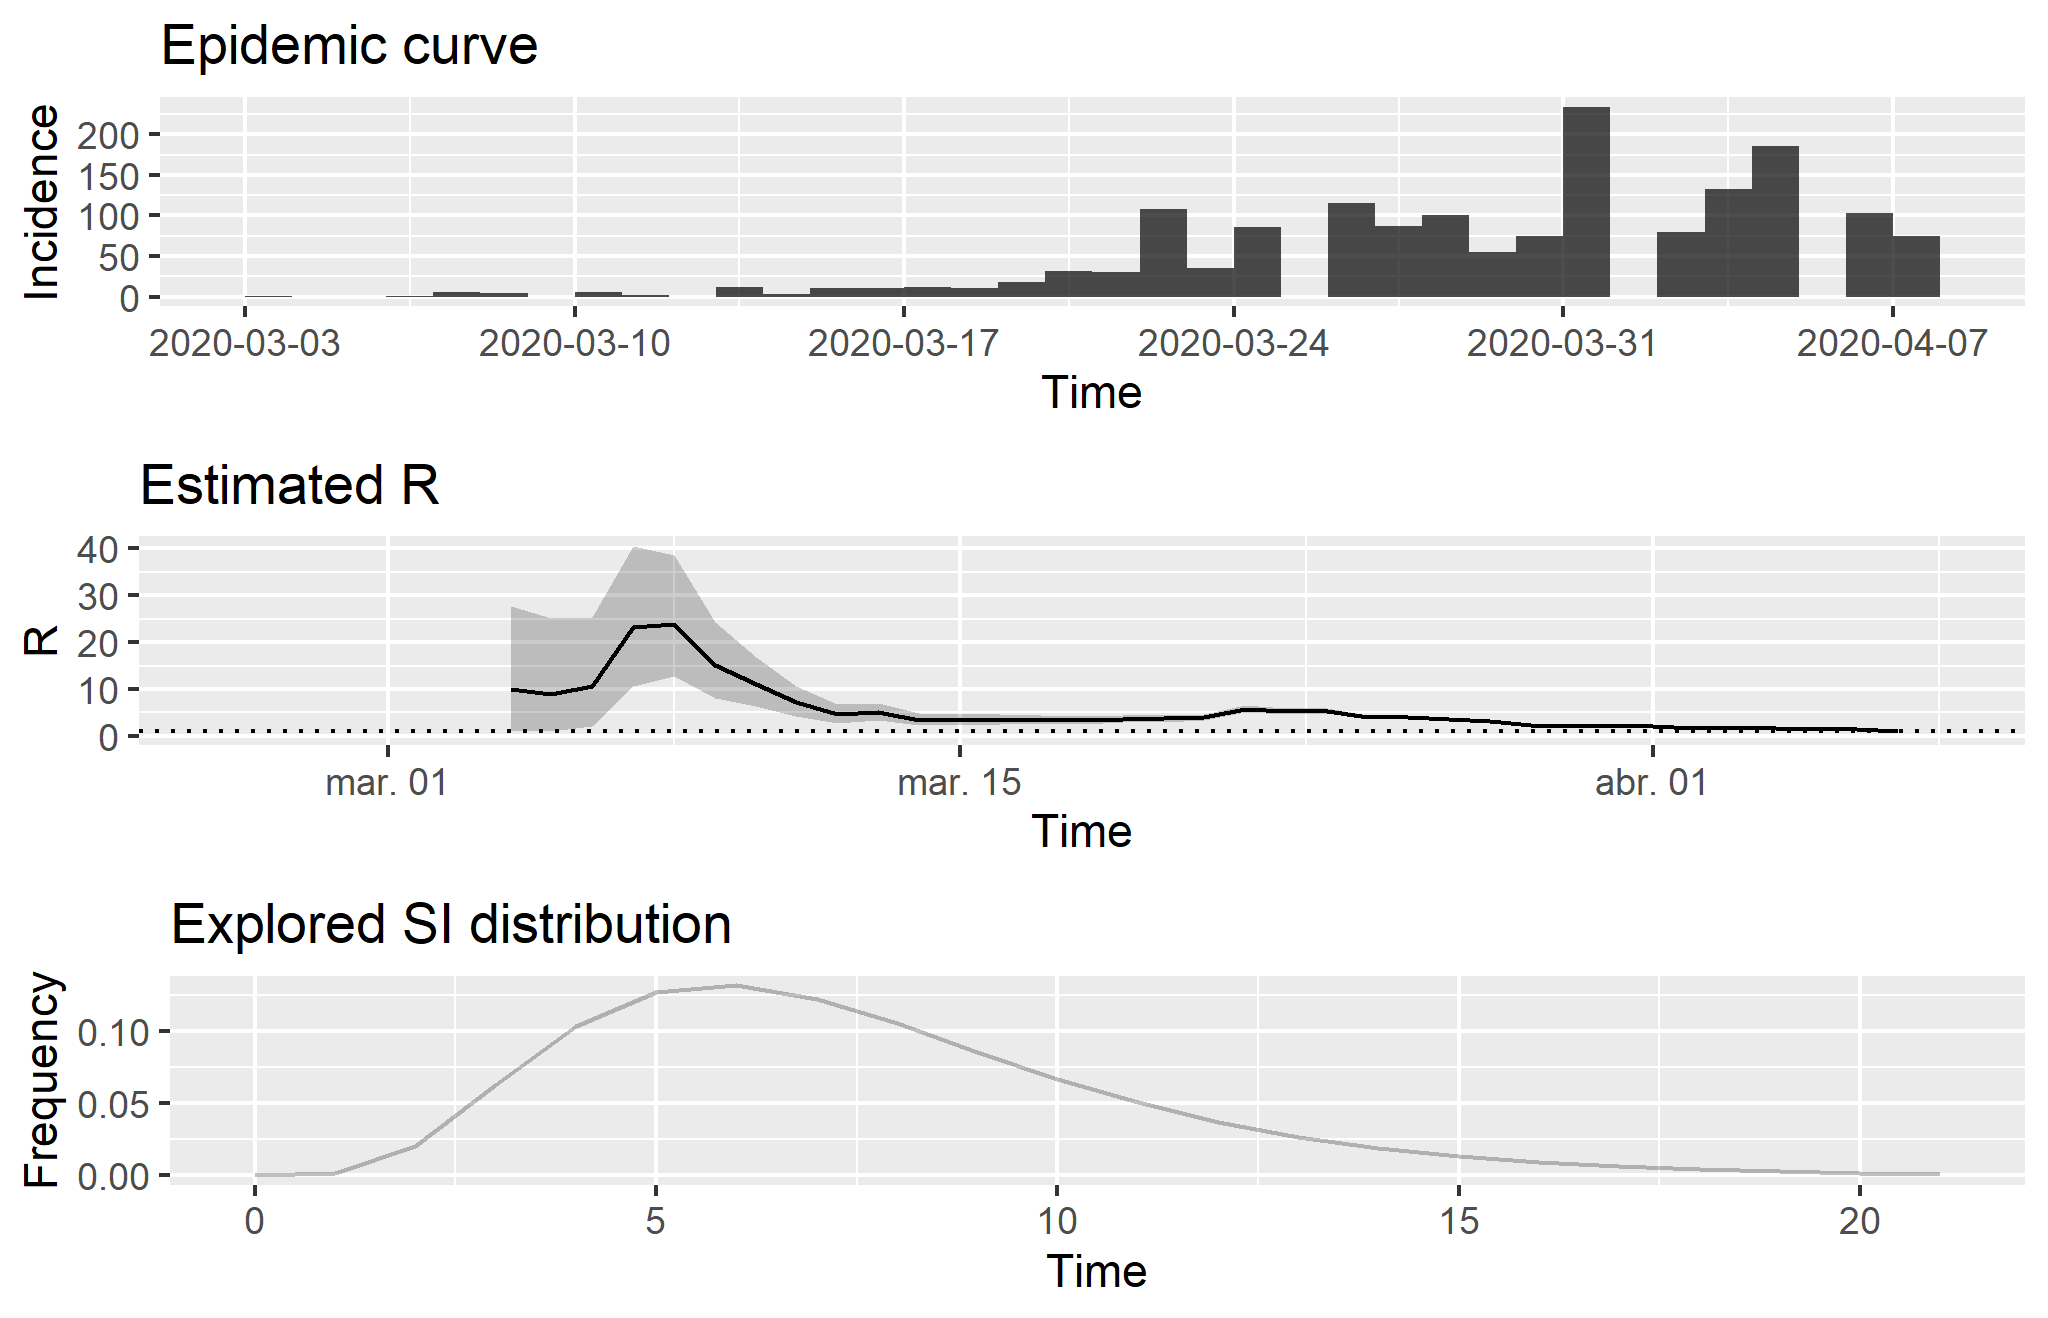 Epidemic curve
Incidence
200
150
100
50
0
2020-03-03 2020-03-10 2020-03-17 2020-03-24 2020-03-31 2020-04-07
Time
Estimated R
R
40
30
20
10
0
mar. 01 mar. 15 abr. 01
Time
Explored SI distribution
Frequency
0.10
0.05
0.00
0 5 10 15 20
Time